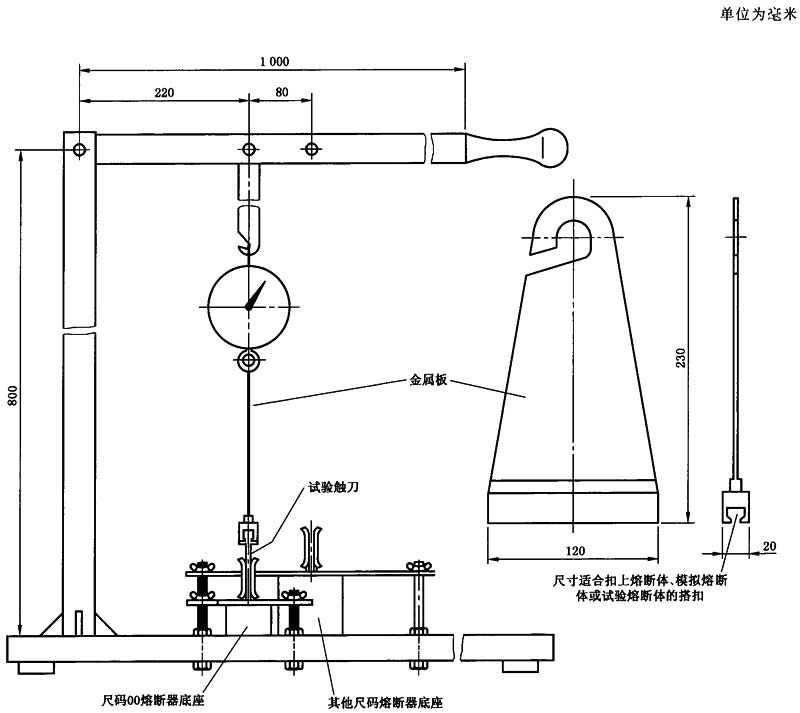 单位为毫米
1 000
220
80
800
金属板
230
试验触刀
120
20
尺寸适合扣上熔断体、模拟熔断
体或试验熔断体的搭扣
尺码00熔断器底座
其他尺码熔断器底座